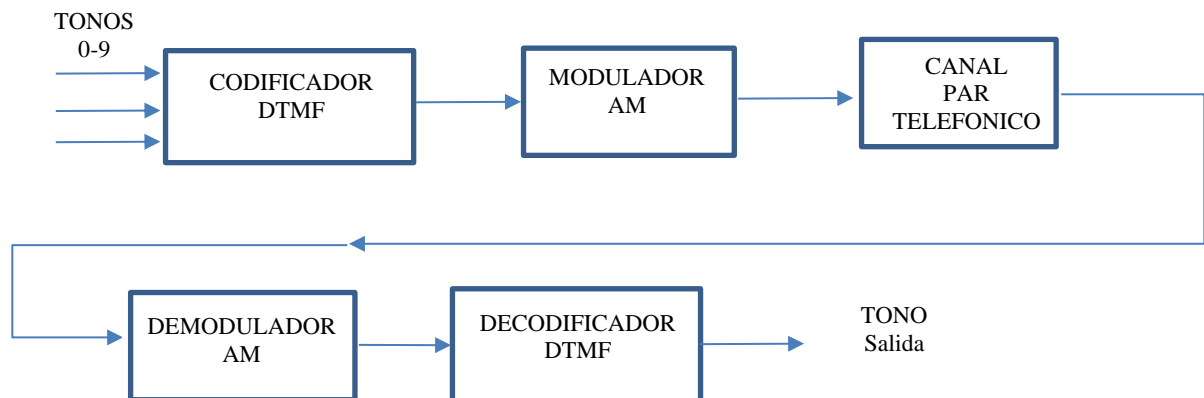 TONOS
0-9
CODIFICADOR
DTMF
MODULADOR
AM
CANAL
PAR
TELEFONICO
DEMODULADOR
AM
DECODIFICADOR
DTMF
TONO
Salida